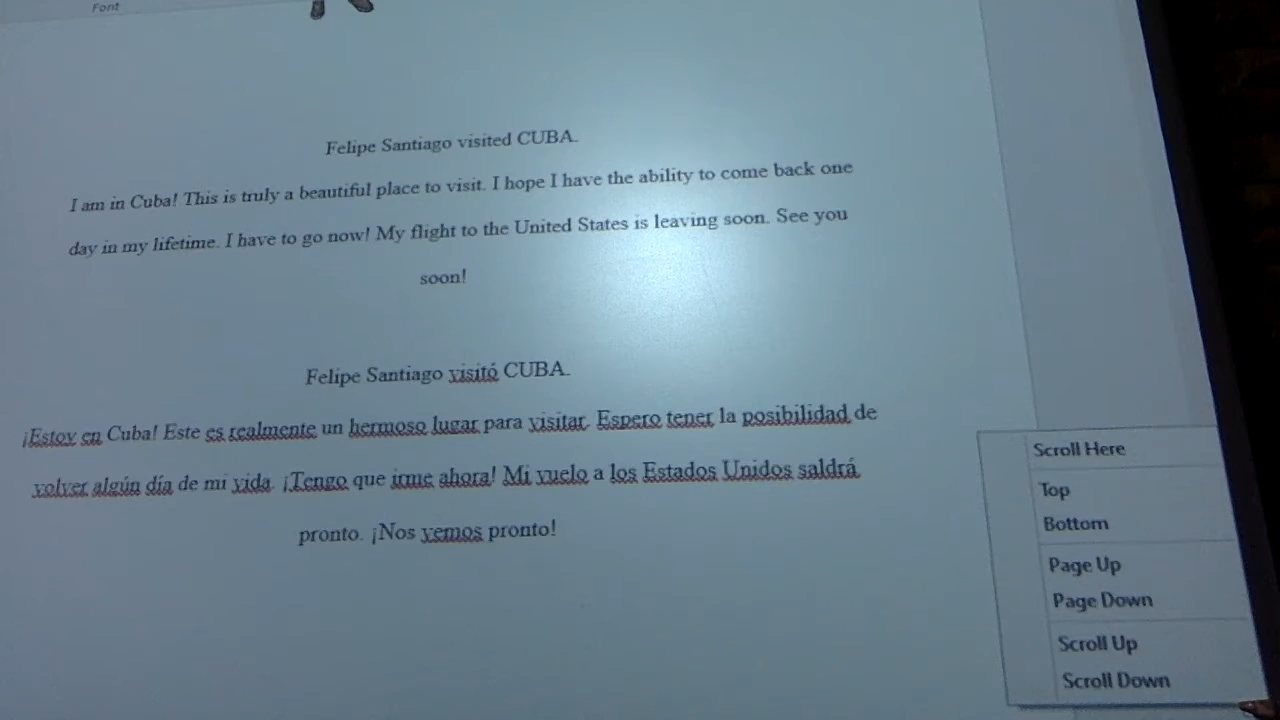 Font
Felipe Santiago visited CUBA.
I am in Cuba! This is truly a beautiful place to visit. I hope I have the ability to come back one
day in my lifetime. I have to go now! My flight to the United States is leaving soon. See you
soon!
Felipe Santiago visitó CUBA.
¡Estoy en Cuba! Este es realmente un hermoso lugar para visitar. Espero tener la posibilidad de
volver algún día de mi vida. ¡Tengo que irme ahora! Mi vuelo a los Estados Unidos saldrá
pronto. ¡Nos vemos pronto!
Scroll Here
Top
Bottom
Page Up
Page Down
Scroll Up
Scroll Down